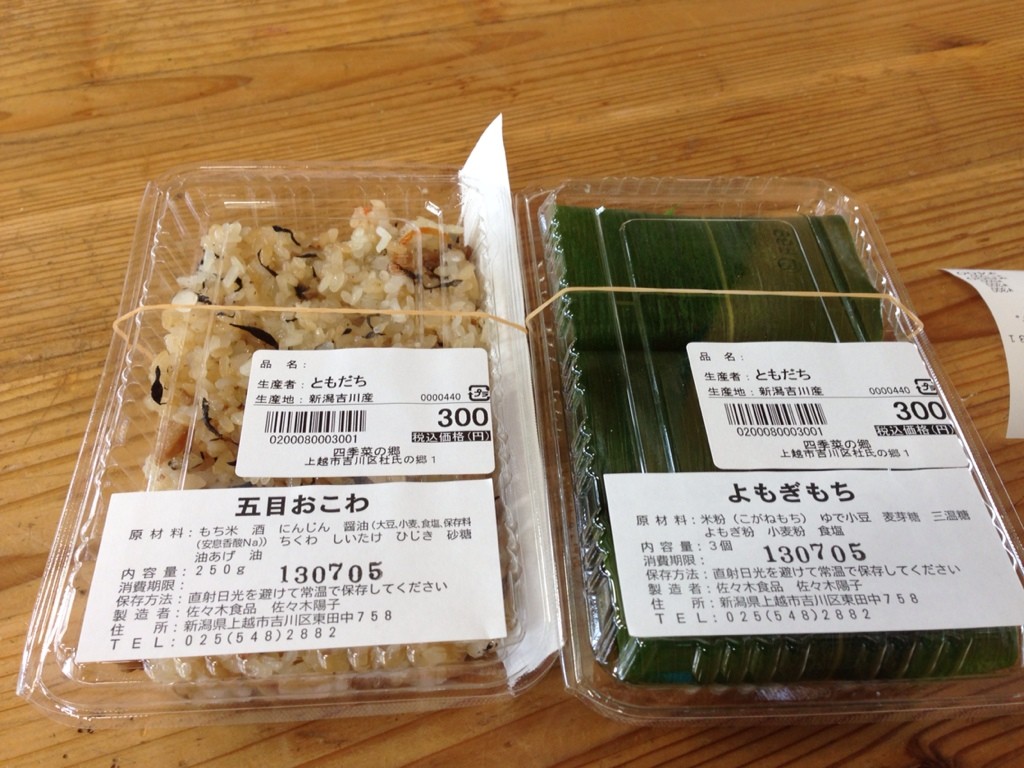 品 名 :
生産者 : ともだち
生産地 : 新潟吉川産 0000440
300
0200080003001
税込価格(円)
四季菜の郷
上越市吉川区杜氏の郷1
五目おこわ
原 材 料 : もち米 酒 にんじん 醤油(大豆,小麦,食塩,保存料
(安息香酸Na)) ちくわ しいたけ ひじき 砂糖
油あげ 油
内 容 量 : 250g
消費期限 : 130705
保存方法 : 直射日光を避けて常温で保存してください
製 造 者 : 佐々木食品 佐々木陽子
住 所 : 新潟県上越市吉川区東田中758
TEL : 025(548)2882
品 名 :
生産者 : ともだち
生産地 : 新潟吉川産 0000440
300
0200080003001
税込価格(円)
四季菜の郷
上越市吉川区杜氏の郷1
よもぎもち
原 材 料 : 米粉(こがねもち) ゆで小豆 麦芽糖 三温糖
よもぎ粉 小麦粉 食塩
内 容 量 : 3個
消費期限 : 130705
保存方法 : 直射日光を避けて常温で保存してください
製 造 者 : 佐々木食品 佐々木陽子
住 所 : 新潟県上越市吉川区東田中758
TEL : 025(548)2882